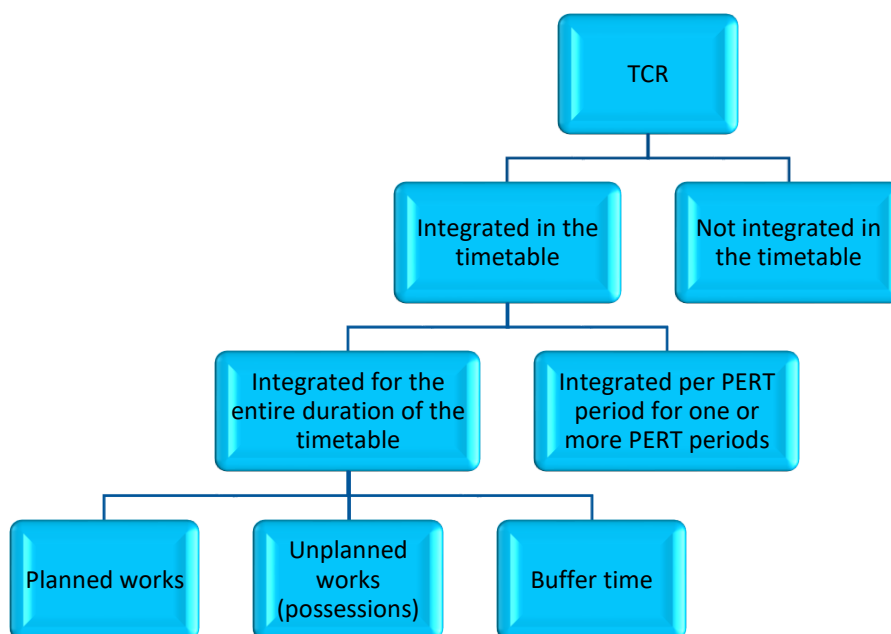 TCR
Integrated in the
timetable
Not integrated in
the timetable
Integrated for the
entire duration of the
timetable
Integrated per PERT
period for one or
more PERT periods
Planned works
Unplanned
works
(possessions)
Buffer time